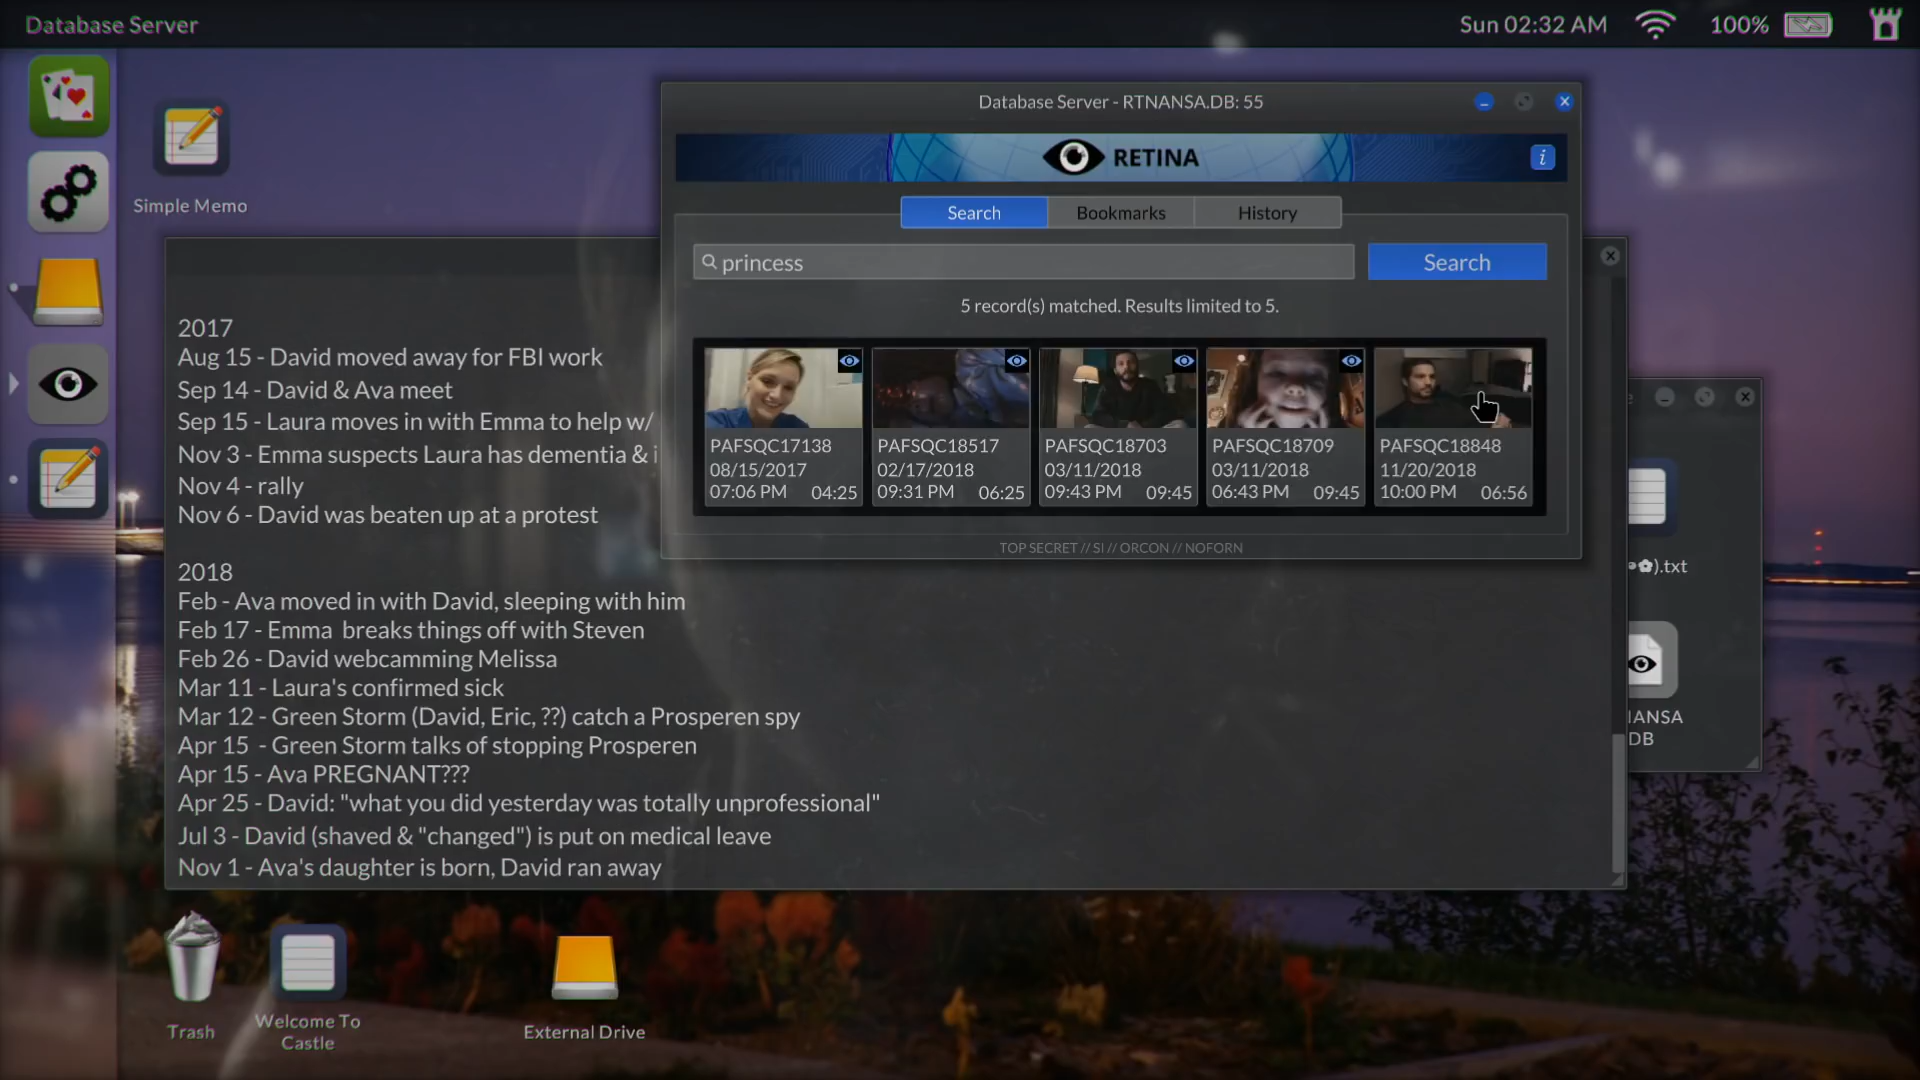 Database Server
Sun 02:32 AM
100%
Simple Memo
Database Server - RTNANSA.DB: 55
RETINA
i
Search
Bookmarks
History
princess
Search
5 record(s) matched. Results limited to 5.
PAFSQC17138
08/15/2017
07:06 PM 04:25
PAFSQC18517
02/17/2018
09:31 PM 06:25
PAFSQC18703
03/11/2018
09:43 PM 09:45
PAFSQC18709
03/11/2018
06:43 PM 09:45
PAFSQC18848
11/20/2018
10:00 PM 06:56
TOP SECRET // SI // ORCON // NOFORN
2017
Aug 15 - David moved away for FBI work
Sep 14 - David & Ava meet
Sep 15 - Laura moves in with Emma to help w/
Nov 3 - Emma suspects Laura has dementia & i
Nov 4 - rally
Nov 6 - David was beaten up at a protest
2018
Feb - Ava moved in with David, sleeping with him
Feb 17 - Emma breaks things off with Steven
Feb 26 - David webcamming Melissa
Mar 11 - Laura's confirmed sick
Mar 12 - Green Storm (David, Eric, ??) catch a Prosperen spy
Apr 15 - Green Storm talks of stopping Prosperen
Apr 15 - Ava PREGNANT???
Apr 25 - David: "what you did yesterday was totally unprofessional"
Jul 3 - David (shaved & "changed") is put on medical leave
Nov 1 - Ava's daughter is born, David ran away
✿).txt
IANSA
DB
Trash
Welcome To
Castle
External Drive